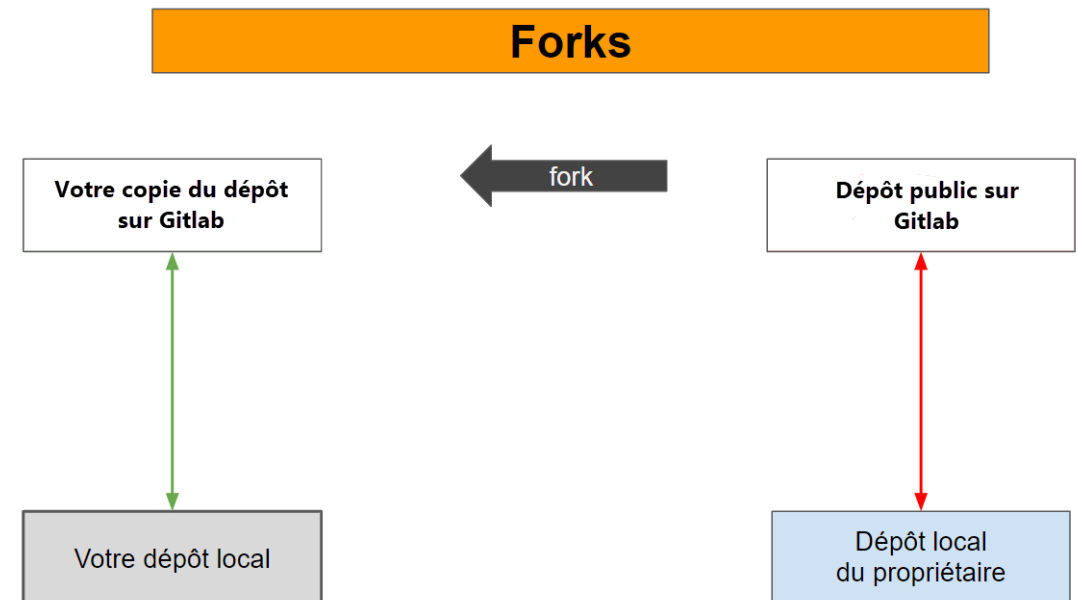 Forks
fork
Votre copie du dépôt
sur Gitlab
Dépôt public sur
Gitlab
Votre dépôt local
Dépôt local
du propriétaire